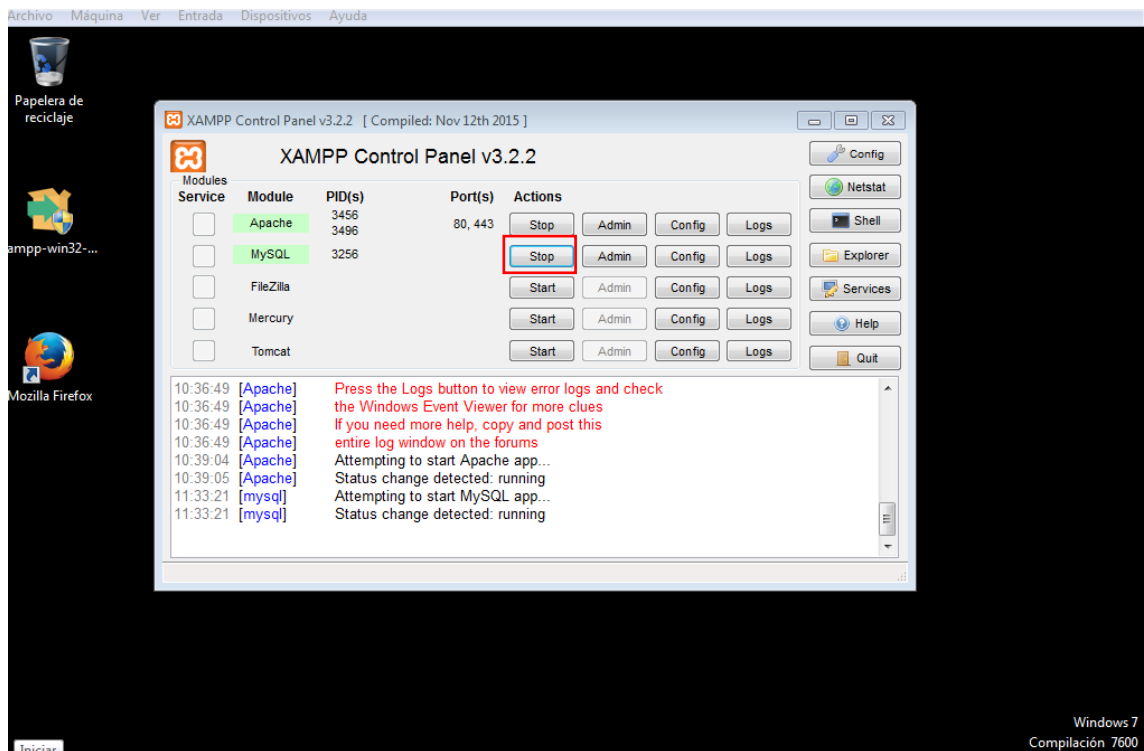 Archivo Máquina Ver Entrada Dispositivos Ayuda
Papelera de
reciclaje
ampp-win32-...
Mozilla Firefox
XAMPP Control Panel v3.2.2 [ Compiled: Nov 12th 2015 ]
XAMPP Control Panel v3.2.2
Modules
Service Module PID(s) Port(s) Actions
Apache 3456 3496 80, 443 Stop Admin Config Logs
MySQL 3256 Stop Admin Config Logs
FileZilla Start Admin Config Logs
Mercury Start Admin Config Logs
Tomcat Start Admin Config Logs
Config
Netstat
Shell
Explorer
Services
Help
Quit
10:36:49 [Apache] Press the Logs button to view error logs and check
10:36:49 [Apache] the Windows Event Viewer for more clues
10:36:49 [Apache] If you need more help, copy and post this
10:36:49 [Apache] entire log window on the forums
10:39:04 [Apache] Attempting to start Apache app...
10:39:05 [Apache] Status change detected: running
11:33:21 [mysql] Attempting to start MySQL app...
11:33:21 [mysql] Status change detected: running
Windows 7
Compilación 7600
Iniciar